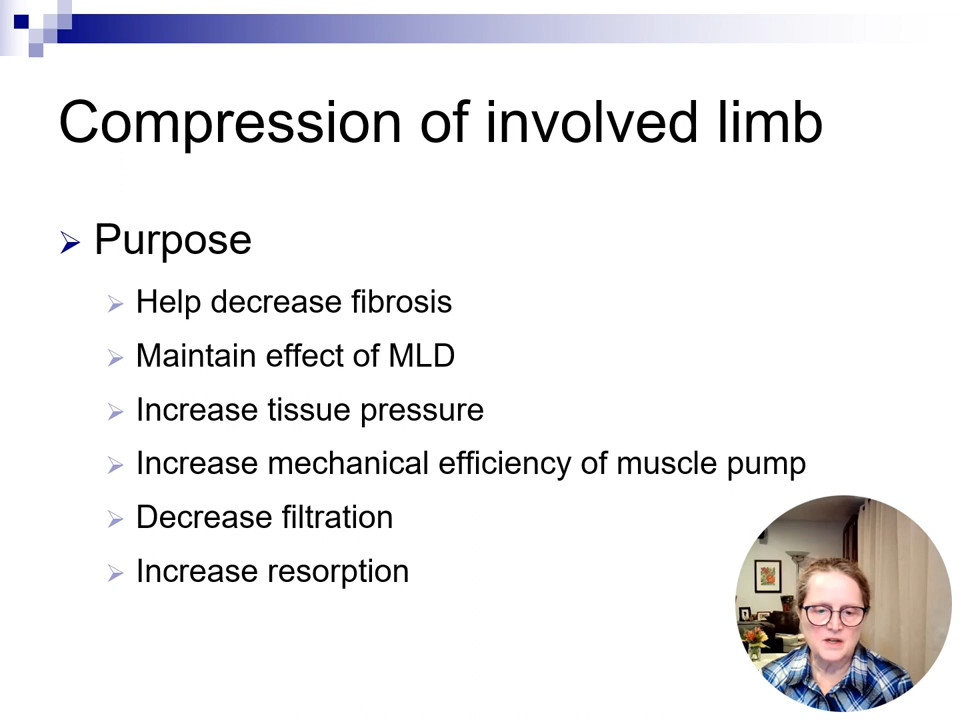 Compression of involved limb
Purpose
Help decrease fibrosis
Maintain effect of MLD
Increase tissue pressure
Increase mechanical efficiency of muscle pump
Decrease filtration
Increase resorption